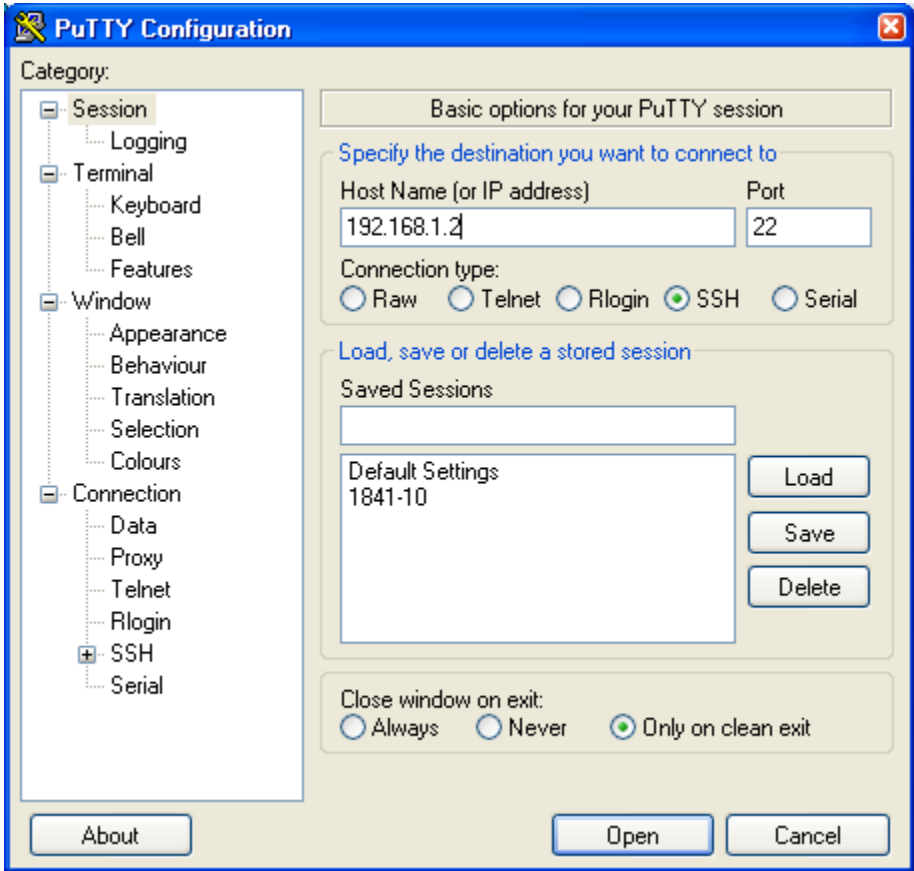 PuTTY Configuration
Category:
Session
Logging
Terminal
Keyboard
Bell
Features
Window
Appearance
Behaviour
Translation
Selection
Colours
Connection
Data
Proxy
Telnet
Rlogin
SSH
Serial
Basic options for your PuTTY session
Specify the destination you want to connect to
Host Name (or IP address) Port
192.168.1.2 22
Connection type:
Raw Telnet Rlogin SSH Serial
Load, save or delete a stored session
Saved Sessions
Default Settings
1841-10
Load
Save
Delete
Close window on exit:
Always Never Only on clean exit
About Open Cancel